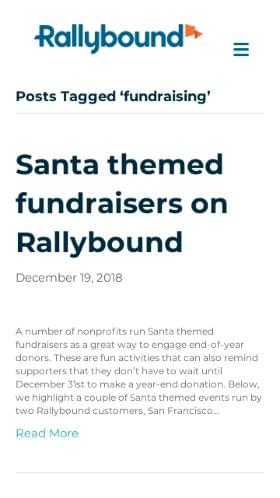 Rallybound
Posts Tagged ‘fundraising’
Santa themed
fundraisers on
Rallybound
December 19, 2018
A number of nonprofits run Santa themed
fundraisers as a great way to engage end-of-year
donors. These are fun activities that can also remind
supporters that they don’t have to wait until
December 31st to make a year-end donation. Below,
we highlight a couple of Santa themed events run by
two Rallybound customers, San Francisco…
Read More